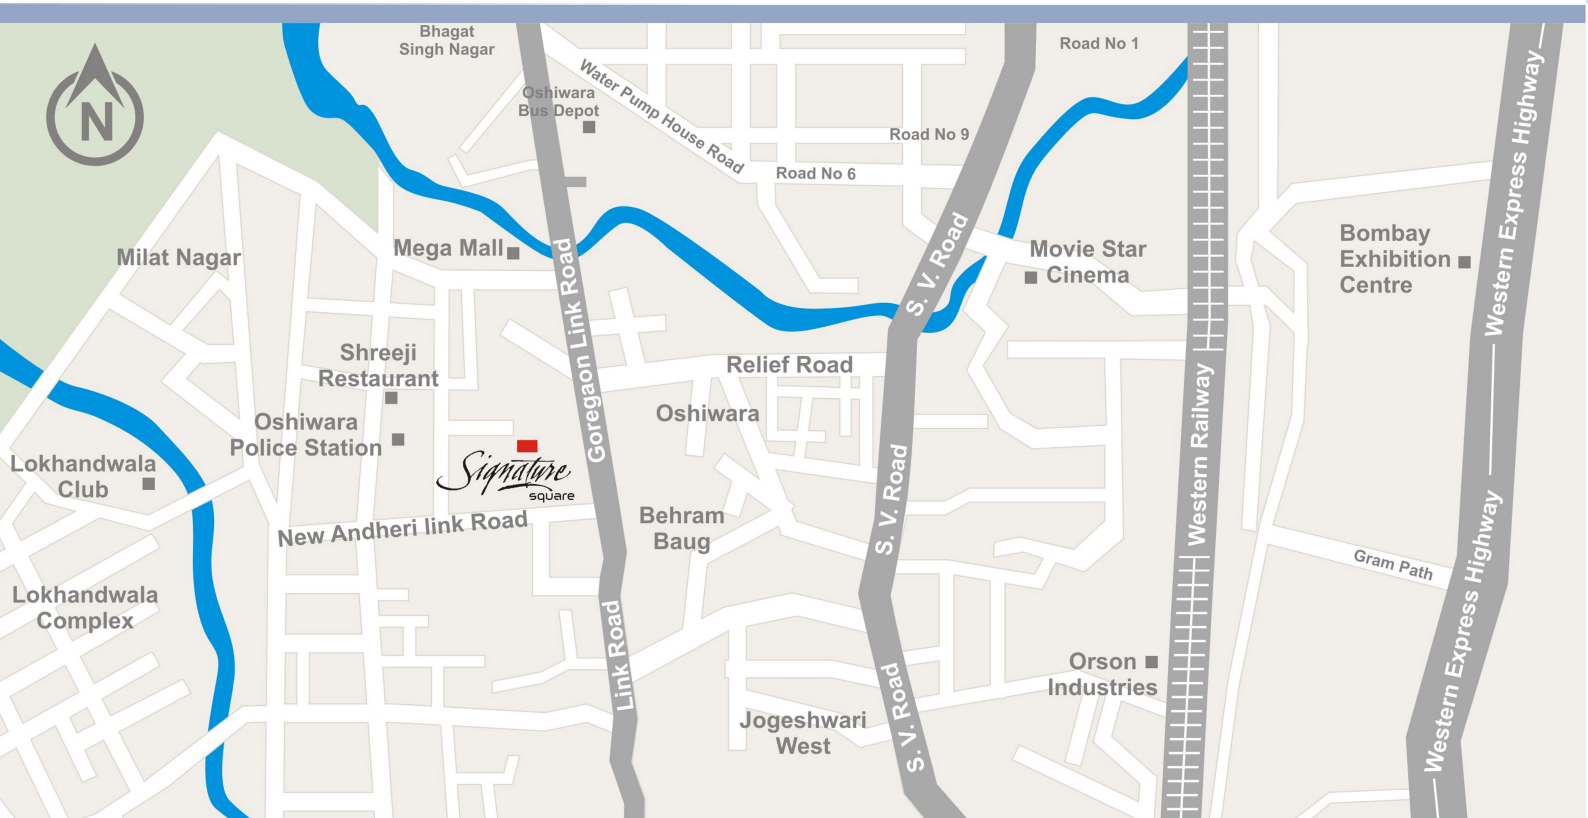 Bhagat
Singh Nagar
Road No 1
N
Oshiwara
Bus Depot
Water Pump House Road
Road No 9
Road No 6
Western Express Highway
Milat Nagar
Mega Mall
Goregaon Link Road
S. V. Road
Movie Star
Cinema
Bombay
Exhibition
Centre
Shreeji
Restaurant
Relief Road
Oshiwara
Oshiwara
Police Station
Western Railway
Lokhandwala
Club
Signature
square
S. V. Road
New Andheri link Road
Behram
Baug
Gram Path
Western Express Highway
Lokhandwala
Complex
Link Road
Orson
Industries
S. V. Road
Jogeshwari
West